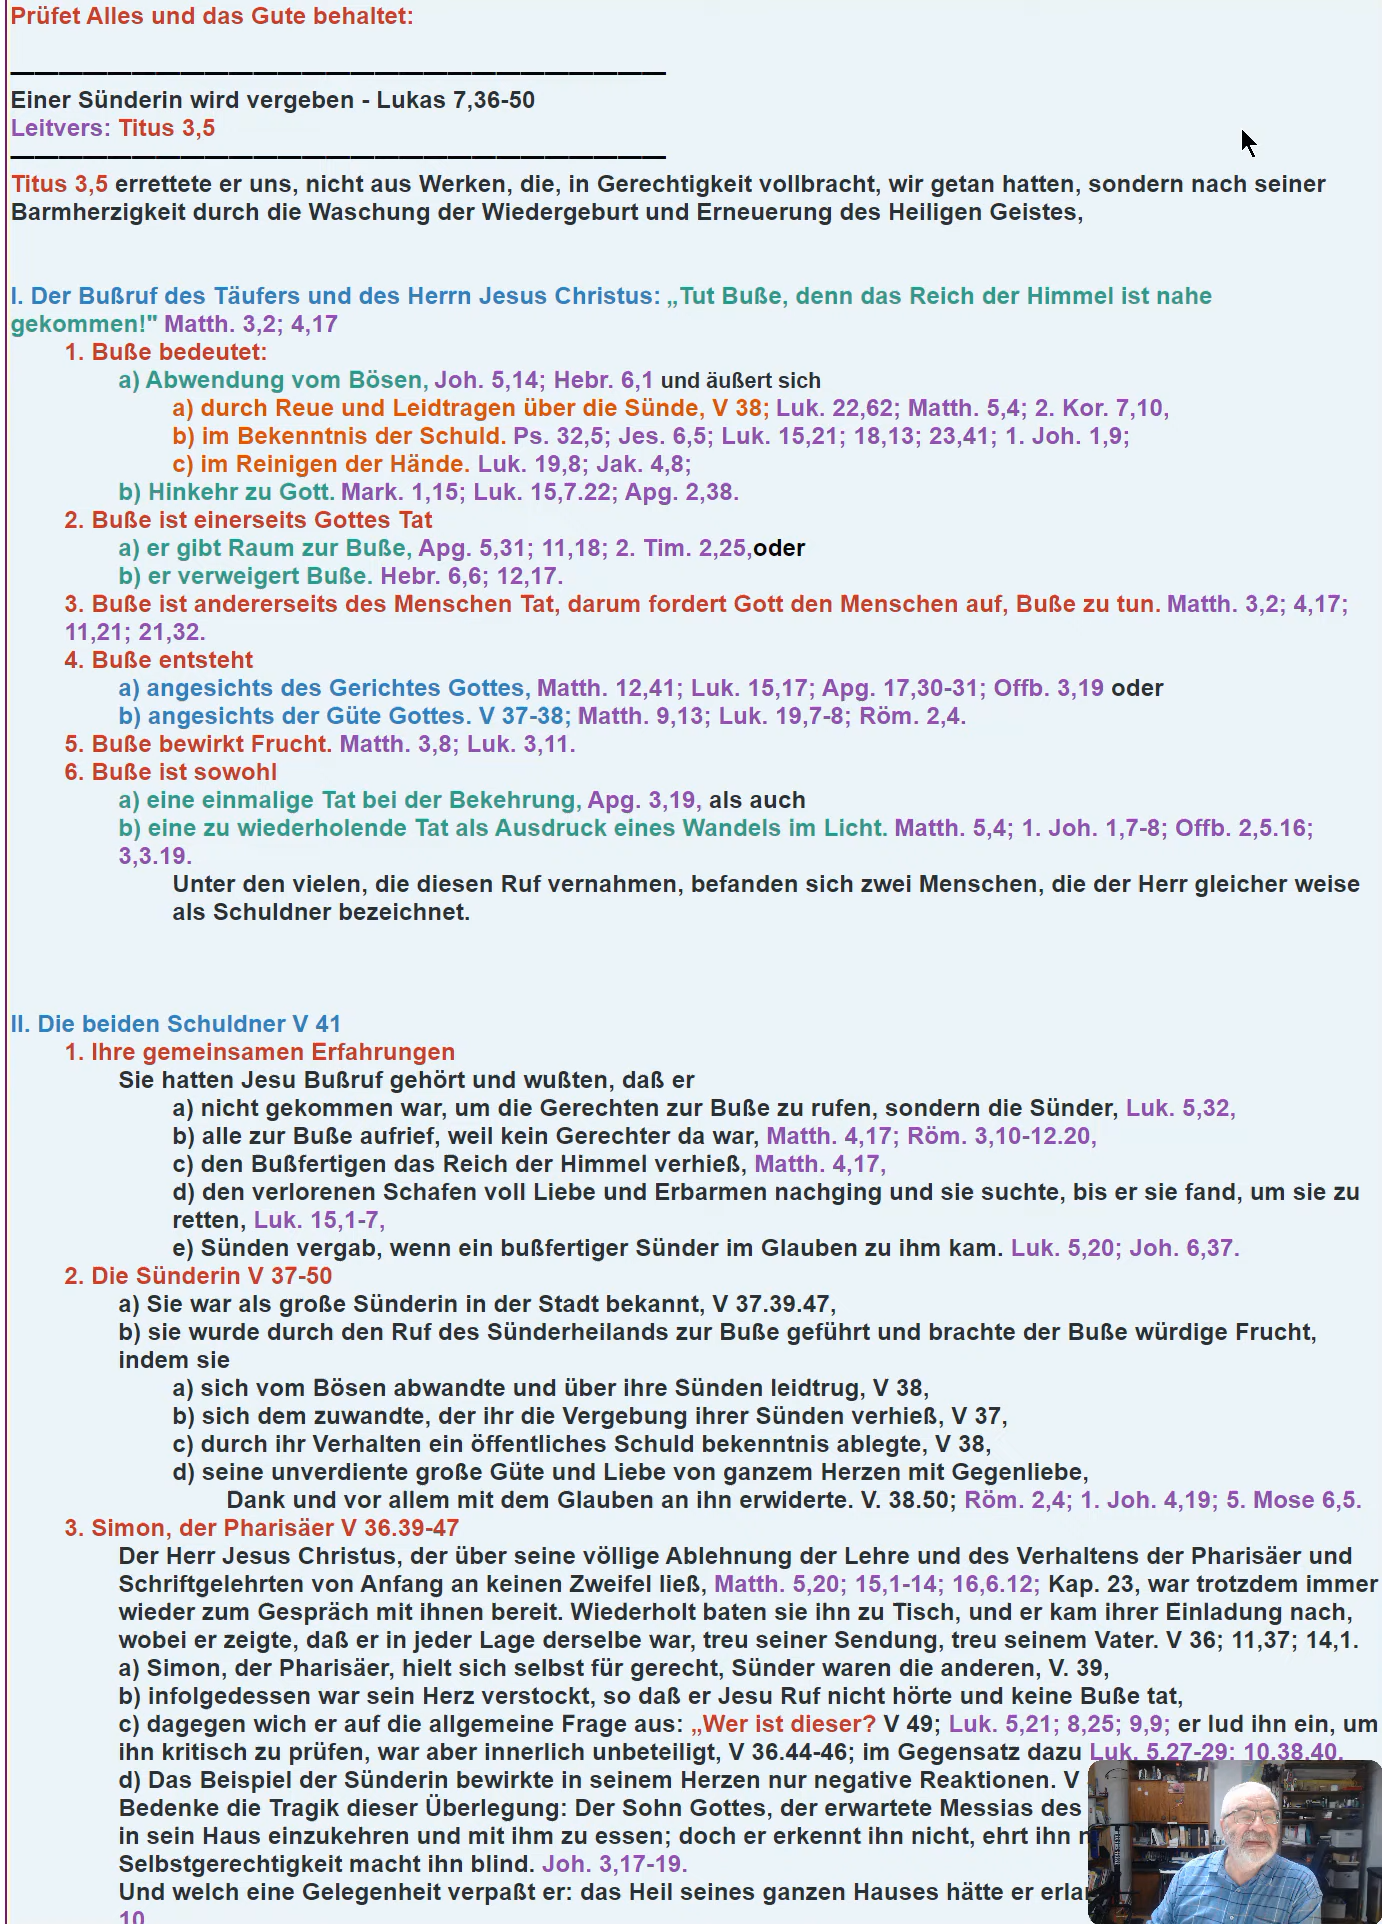 Prüfet Alles und das Gute behaltet:
Einer Sünderin wird vergeben - Lukas 7,36-50
Leitvers: Titus 3,5
Titus 3,5 errettete er uns, nicht aus Werken, die, in Gerechtigkeit vollbracht, wir getan hatten, sondern nach seiner
Barmherzigkeit durch die Waschung der Wiedergeburt und Erneuerung des Heiligen Geistes,
I. Der Bußruf des Täufers und des Herrn Jesus Christus: „Tut Buße, denn das Reich der Himmel ist nahe
gekommen!" Matth. 3,2; 4,17
1. Buße bedeutet:
a) Abwendung vom Bösen, Joh. 5,14; Hebr. 6,1 und äußert sich
a) durch Reue und Leidtragen über die Sünde, V 38; Luk. 22,62; Matth. 5,4; 2. Kor. 7,10,
b) im Bekenntnis der Schuld. Ps. 32,5; Jes. 6,5; Luk. 15,21; 18,13; 23,41; 1. Joh. 1,9;
c) im Reinigen der Hände. Luk. 19,8; Jak. 4,8;
b) Hinkehr zu Gott. Mark. 1,15; Luk. 15,7.22; Apg. 2,38.
2. Buße ist einerseits Gottes Tat
a) er gibt Raum zur Buße, Apg. 5,31; 11,18; 2. Tim. 2,25,oder
b) er verweigert Buße. Hebr. 6,6; 12,17.
3. Buße ist andererseits des Menschen Tat, darum fordert Gott den Menschen auf, Buße zu tun. Matth. 3,2; 4,17;
11,21; 21,32.
4. Buße entsteht
a) angesichts des Gerichtes Gottes, Matth. 12,41; Luk. 15,17; Apg. 17,30-31; Offb. 3,19 oder
b) angesichts der Güte Gottes. V 37-38; Matth. 9,13; Luk. 19,7-8; Röm. 2,4.
5. Buße bewirkt Frucht. Matth. 3,8; Luk. 3,11.
6. Buße ist sowohl
a) eine einmalige Tat bei der Bekehrung, Apg. 3,19, als auch
b) eine zu wiederholende Tat als Ausdruck eines Wandels im Licht. Matth. 5,4; 1. Joh. 1,7-8; Offb. 2,5.16;
3,3.19.
Unter den vielen, die diesen Ruf vernahmen, befanden sich zwei Menschen, die der Herr gleicher weise
als Schuldner bezeichnet.
II. Die beiden Schuldner V 41
1. Ihre gemeinsamen Erfahrungen
Sie hatten Jesu Bußruf gehört und wußten, daß er
a) nicht gekommen war, um die Gerechten zur Buße zu rufen, sondern die Sünder, Luk. 5,32,
b) alle zur Buße aufrief, weil kein Gerechter da war, Matth. 4,17; Röm. 3,10-12.20,
c) den Bußfertigen das Reich der Himmel verhieß, Matth. 4,17,
d) den verlorenen Schafen voll Liebe und Erbarmen nachging und sie suchte, bis er sie fand, um sie zu
retten, Luk. 15,1-7,
e) Sünden vergab, wenn ein bußfertiger Sünder im Glauben zu ihm kam. Luk. 5,20; Joh. 6,37.
2. Die Sünderin V 37-50
a) Sie war als große Sünderin in der Stadt bekannt, V 37.39.47,
b) sie wurde durch den Ruf des Sünderheilands zur Buße geführt und brachte der Buße würdige Frucht,
indem sie
a) sich vom Bösen abwandte und über ihre Sünden leidtrug, V 38,
b) sich dem zuwandte, der ihr die Vergebung ihrer Sünden verhieß, V 37,
c) durch ihr Verhalten ein öffentliches Schuld bekenntnis ablegte, V 38,
d) seine unverdiente große Güte und Liebe von ganzem Herzen mit Gegenliebe,
Dank und vor allem mit dem Glauben an ihn erwiderte. V. 38.50; Röm. 2,4; 1. Joh. 4,19; 5. Mose 6,5.
3. Simon, der Pharisäer V 36.39-47
Der Herr Jesus Christus, der über seine völlige Ablehnung der Lehre und des Verhaltens der Pharisäer und
Schriftgelehrten von Anfang an keinen Zweifel ließ, Matth. 5,20; 15,1-14; 16,6.12; Kap. 23, war trotzdem immer
wieder zum Gespräch mit ihnen bereit. Wiederholt baten sie ihn zu Tisch, und er kam ihrer Einladung nach,
wobei er zeigte, daß er in jeder Lage derselbe war, treu seiner Sendung, treu seinem Vater. V 36; 11,37; 14,1.
a) Simon, der Pharisäer, hielt sich selbst für gerecht, Sünder waren die anderen, V. 39,
b) infolgedessen war sein Herz verstockt, so daß er Jesu Ruf nicht hörte und keine Buße tat,
c) dagegen wich er auf die allgemeine Frage aus: „Wer ist dieser? V 49; Luk. 5,21; 8,25; 9,9; er lud ihn ein, um
ihn kritisch zu prüfen, war aber innerlich unbeteiligt, V 36.44-46; im Gegensatz dazu Luk. 5,27-29; 10,38.40.
d) Das Beispiel der Sünderin bewirkte in seinem Herzen nur negative Reaktionen. V
Bedenke die Tragik dieser Überlegung: Der Sohn Gottes, der erwartete Messias des
in sein Haus einzukehren und mit ihm zu essen; doch er erkennt ihn nicht, ehrt ihn
Selbstgerechtigkeit macht ihn blind. Joh. 3,17-19.
Und welch eine Gelegenheit verpaßt er: das Heil seines ganzen Hauses hätte er
10